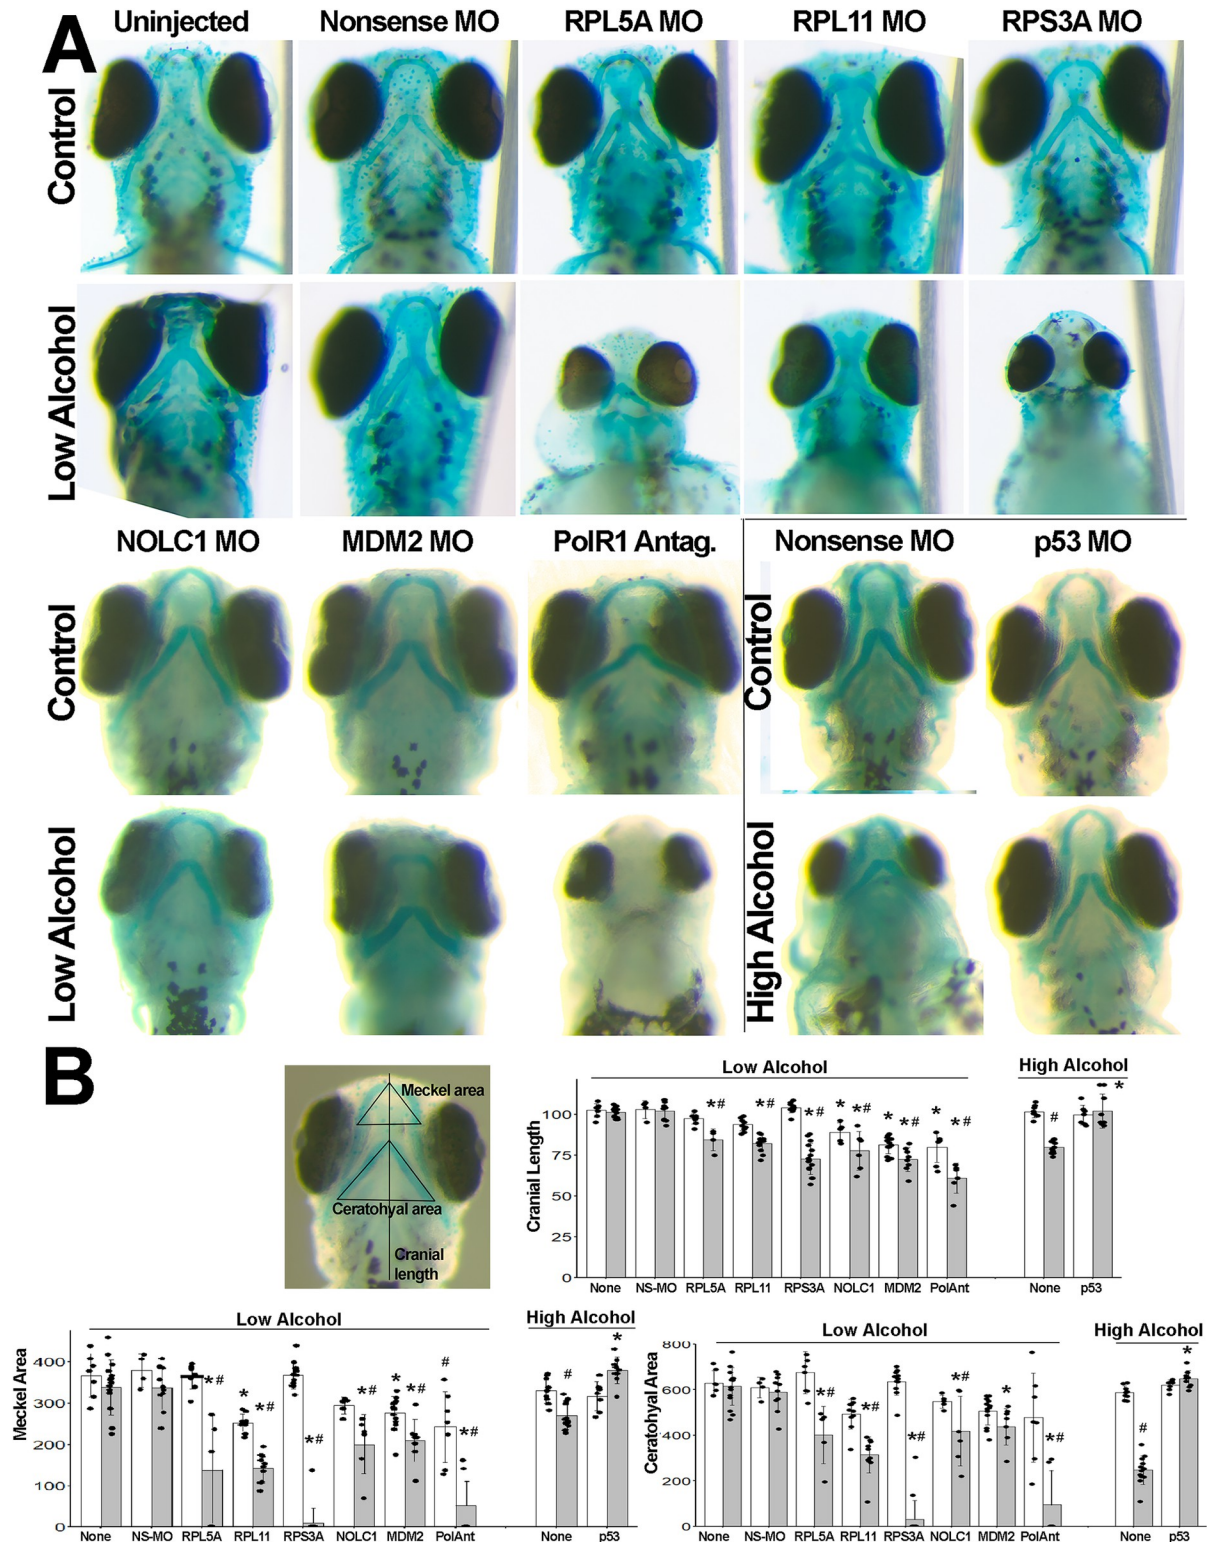 A
Uninjected Nonsense MO RPL5A MO RPL11 MO RPS3A MO
Control
Low Alcohol
NOLC1 MO MDM2 MO PolR1 Antag. Nonsense MO p53 MO
Control
Control
Low Alcohol
High Alcohol
B
Meckel area
Ceratohyal area
Cranial
length
Low Alcohol High Alcohol
Cranial Length
100
75
50
25
0
*# *# *# * *# * *# * *# # *
None NS-MO RPL5A RPL11 RPS3A NOLC1 MDM2 PolAnt None p53
Low Alcohol High Alcohol
Meckel Area
400
300
200
100
0
*# * *# *# *# * *# # *# # *
None NS-MO RPL5A RPL11 RPS3A NOLC1 MDM2 PolAnt None p53
Low Alcohol High Alcohol
Ceratohyal Area
800
600
400
200
0
*# *# *# *# * *# # *
None NS-MO RPL5A RPL11 RPS3A NOLC1 MDM2 PolAnt None p53